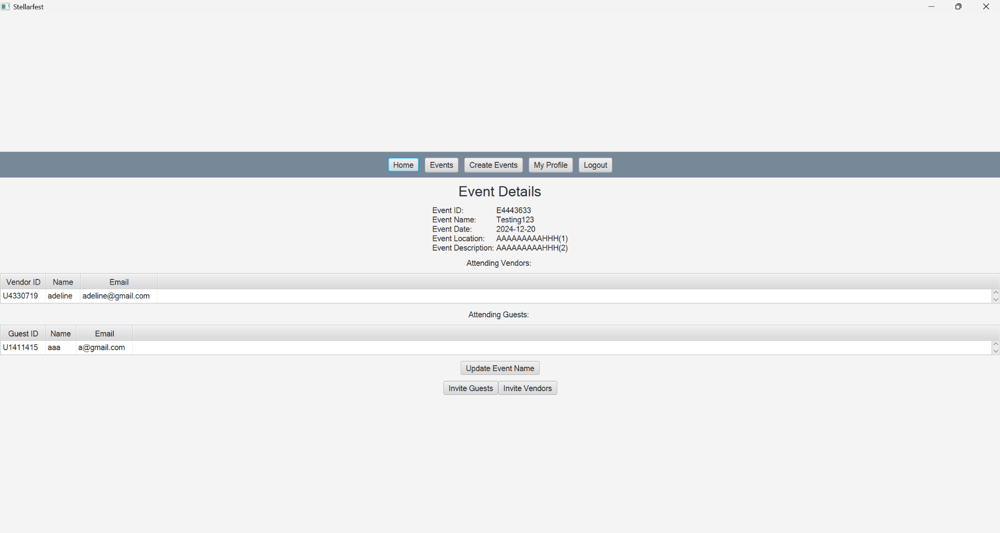 Stellarfest
Home Events Create Events My Profile Logout
Event Details
Event ID: E4443633
Event Name: Testing123
Event Date: 2024-12-20
Event Location: AAAAAAAAAHHH(1)
Event Description: AAAAAAAAAHHH(2)
Attending Vendors:
Vendor ID Name Email
U4330719 adeline adeline@gmail.com
Attending Guests:
Guest ID Name Email
U1411415 aaa a@gmail.com
Update Event Name
Invite Guests Invite Vendors